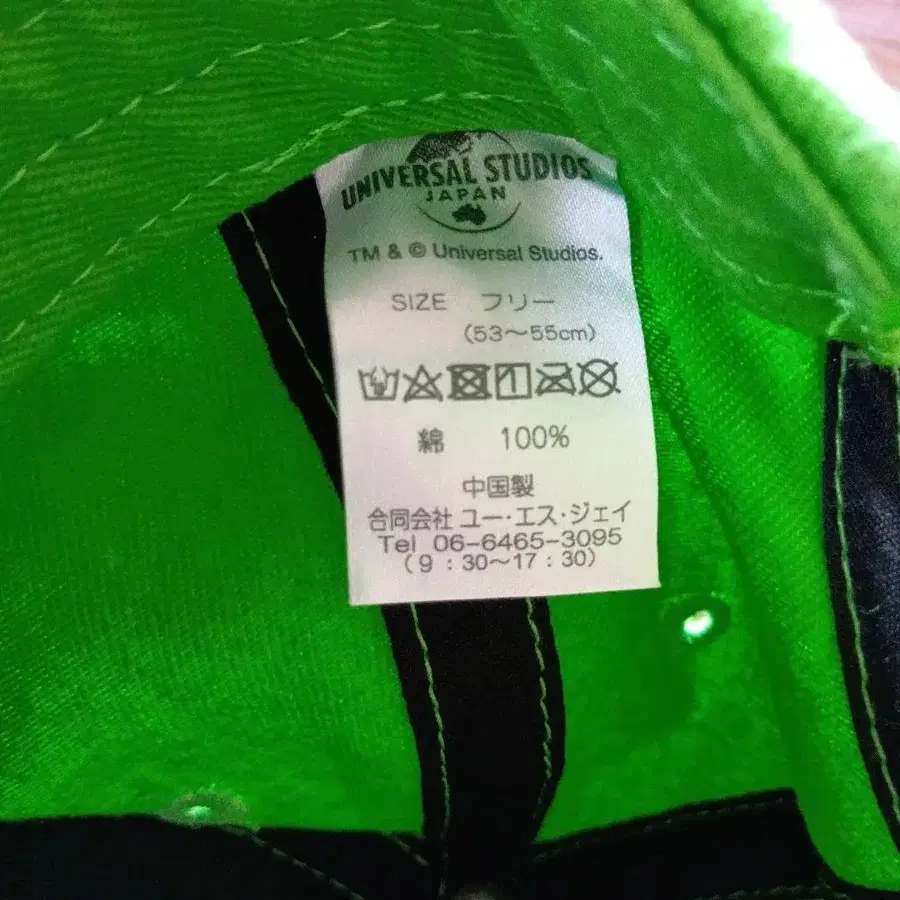 UNIVERSAL STUDIOS
JAPAN
TM & © Universal Studios.
SIZE フリー
(53〜55cm)
綿 100%
中国製
合同会社 ユー・エス・ジェイ
Tel 06-6465-3095
(9:30〜17:30)